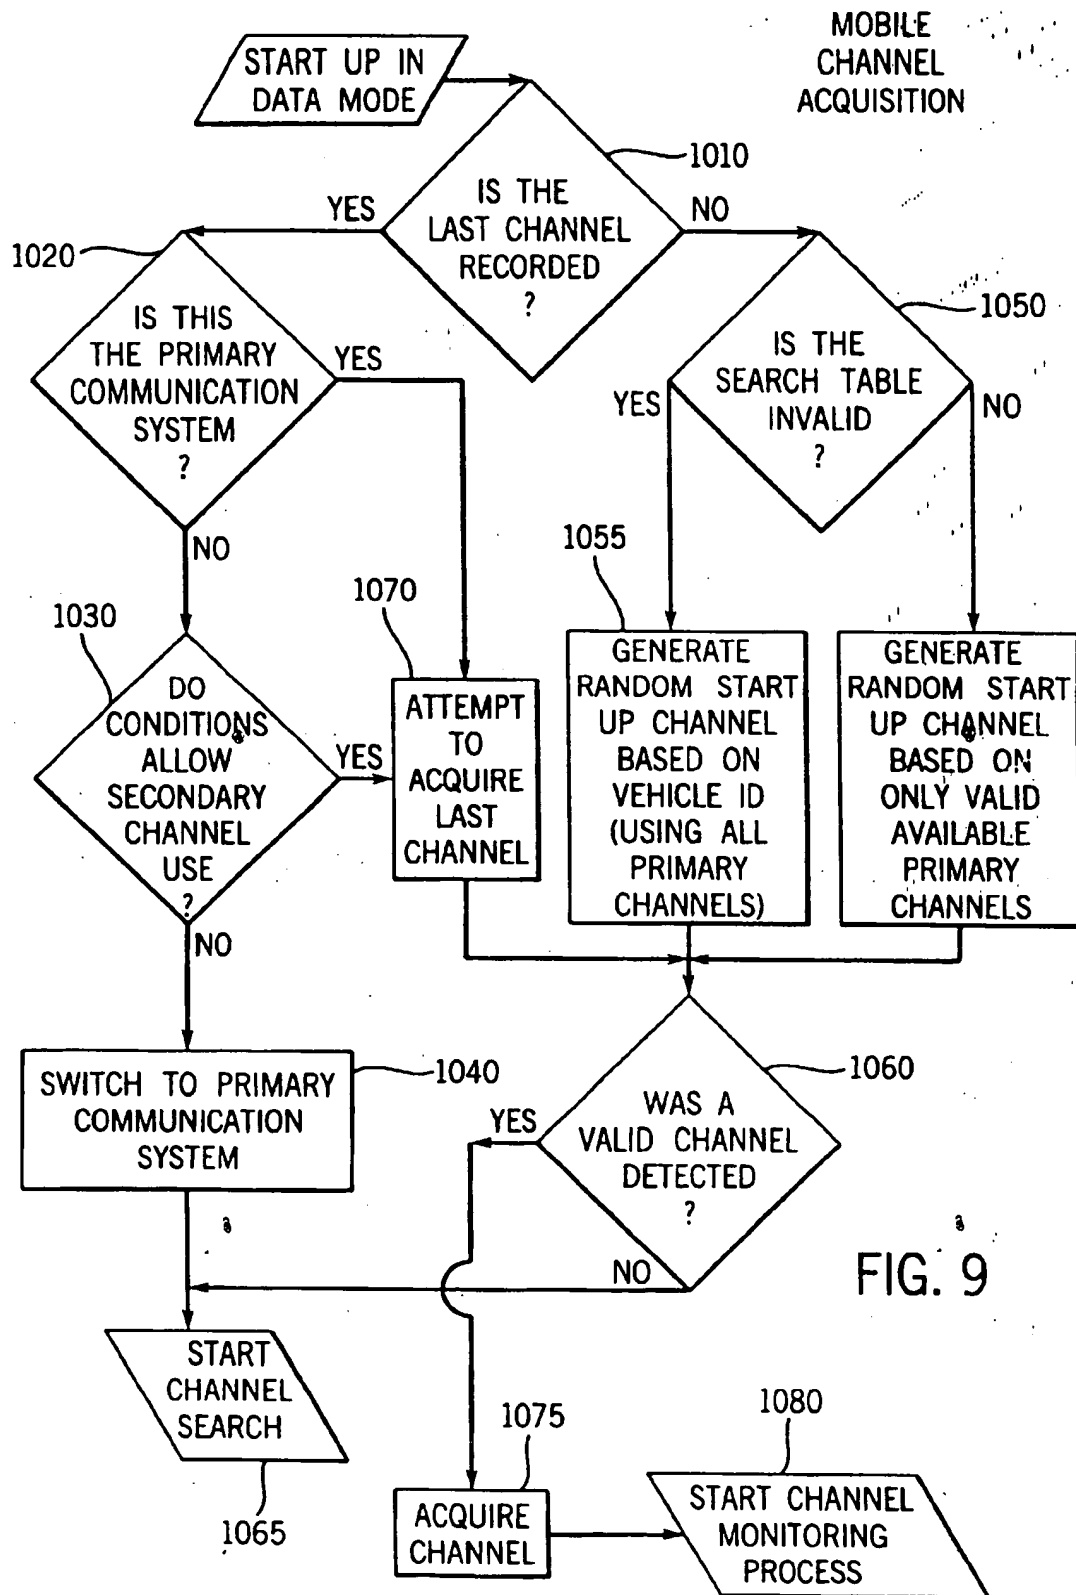 MOBILE
CHANNEL
ACQUISITION
START UP IN
DATA MODE
1010
IS THE
LAST CHANNEL
RECORDED
?
YES
NO
1020
IS THIS
THE PRIMARY
COMMUNICATION
SYSTEM
?
YES
NO
1050
IS THE
SEARCH TABLE
INVALID
?
YES
NO
1030
DO
CONDITIONS
ALLOW
SECONDARY
CHANNEL
USE
?
YES
NO
1070
ATTEMPT
TO
ACQUIRE
LAST
CHANNEL
1055
GENERATE
RANDOM START
UP CHANNEL
BASED ON
VEHICLE ID
(USING ALL
PRIMARY
CHANNELS)
GENERATE
RANDOM START
UP CHANNEL
BASED ON
ONLY VALID
AVAILABLE
PRIMARY
CHANNELS
SWITCH TO PRIMARY
COMMUNICATION
SYSTEM
1040
1060
WAS A
VALID CHANNEL
DETECTED
?
YES
NO
FIG. 9
START
CHANNEL
SEARCH
1065
1075
ACQUIRE
CHANNEL
1080
START CHANNEL
MONITORING
PROCESS